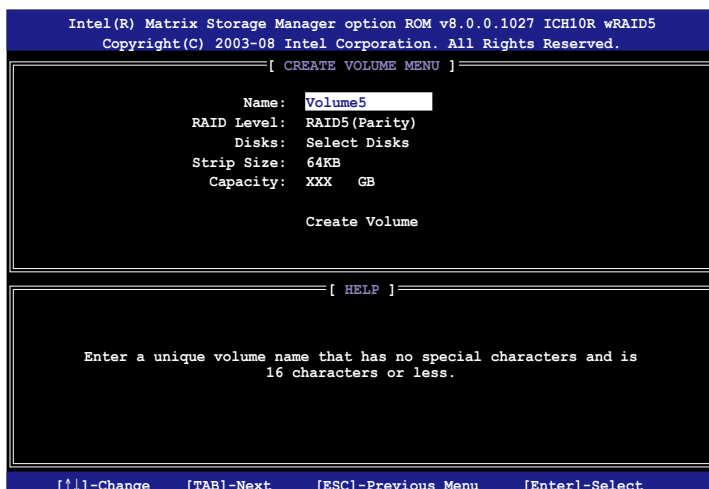 Intel(R) Matrix Storage Manager option ROM v8.0.0.1027 ICH10R wRAID5
Copyright(C) 2003-08 Intel Corporation. All Rights Reserved.
[ CREATE VOLUME MENU ]
Name: Volume5
RAID Level: RAID5(Parity)
Disks: Select Disks
Strip Size: 64KB
Capacity: XXX GB
Create Volume
[ HELP ]
Enter a unique volume name that has no special characters and is
16 characters or less.
[↑↓]-Change [TAB]-Next [ESC]-Previous Menu [Enter]-Select